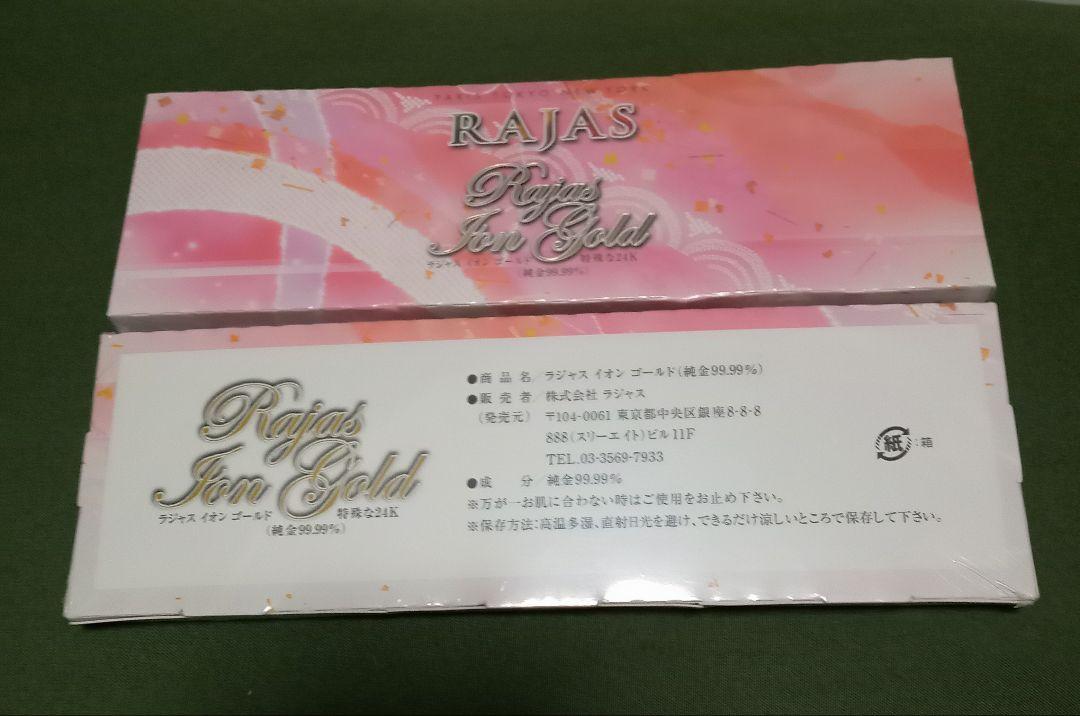 PARIS TOKYO NEW YORK
RAJAS
Rajas
Ion Gold
ラジャス イオン ゴールド 特殊な24K
(純金99.99%)
Rajas
Ion Gold
ラジャス イオン ゴールド 特殊な24K
(純金99.99%)
●商品名/ラジャス イオン ゴールド(純金99.99%)
●販売者/株式会社 ラジャス
(発売元) 〒104-0061 東京都中央区銀座8-8-8
888(スリーエイト)ビル11F
TEL.03-3569-7933
●成分/純金99.99%
※万が一お肌に合わない時はご使用をお止め下さい。
※保存方法:高温多湿、直射日光を避け、できるだけ涼しいところで保存して下さい。
紙:箱